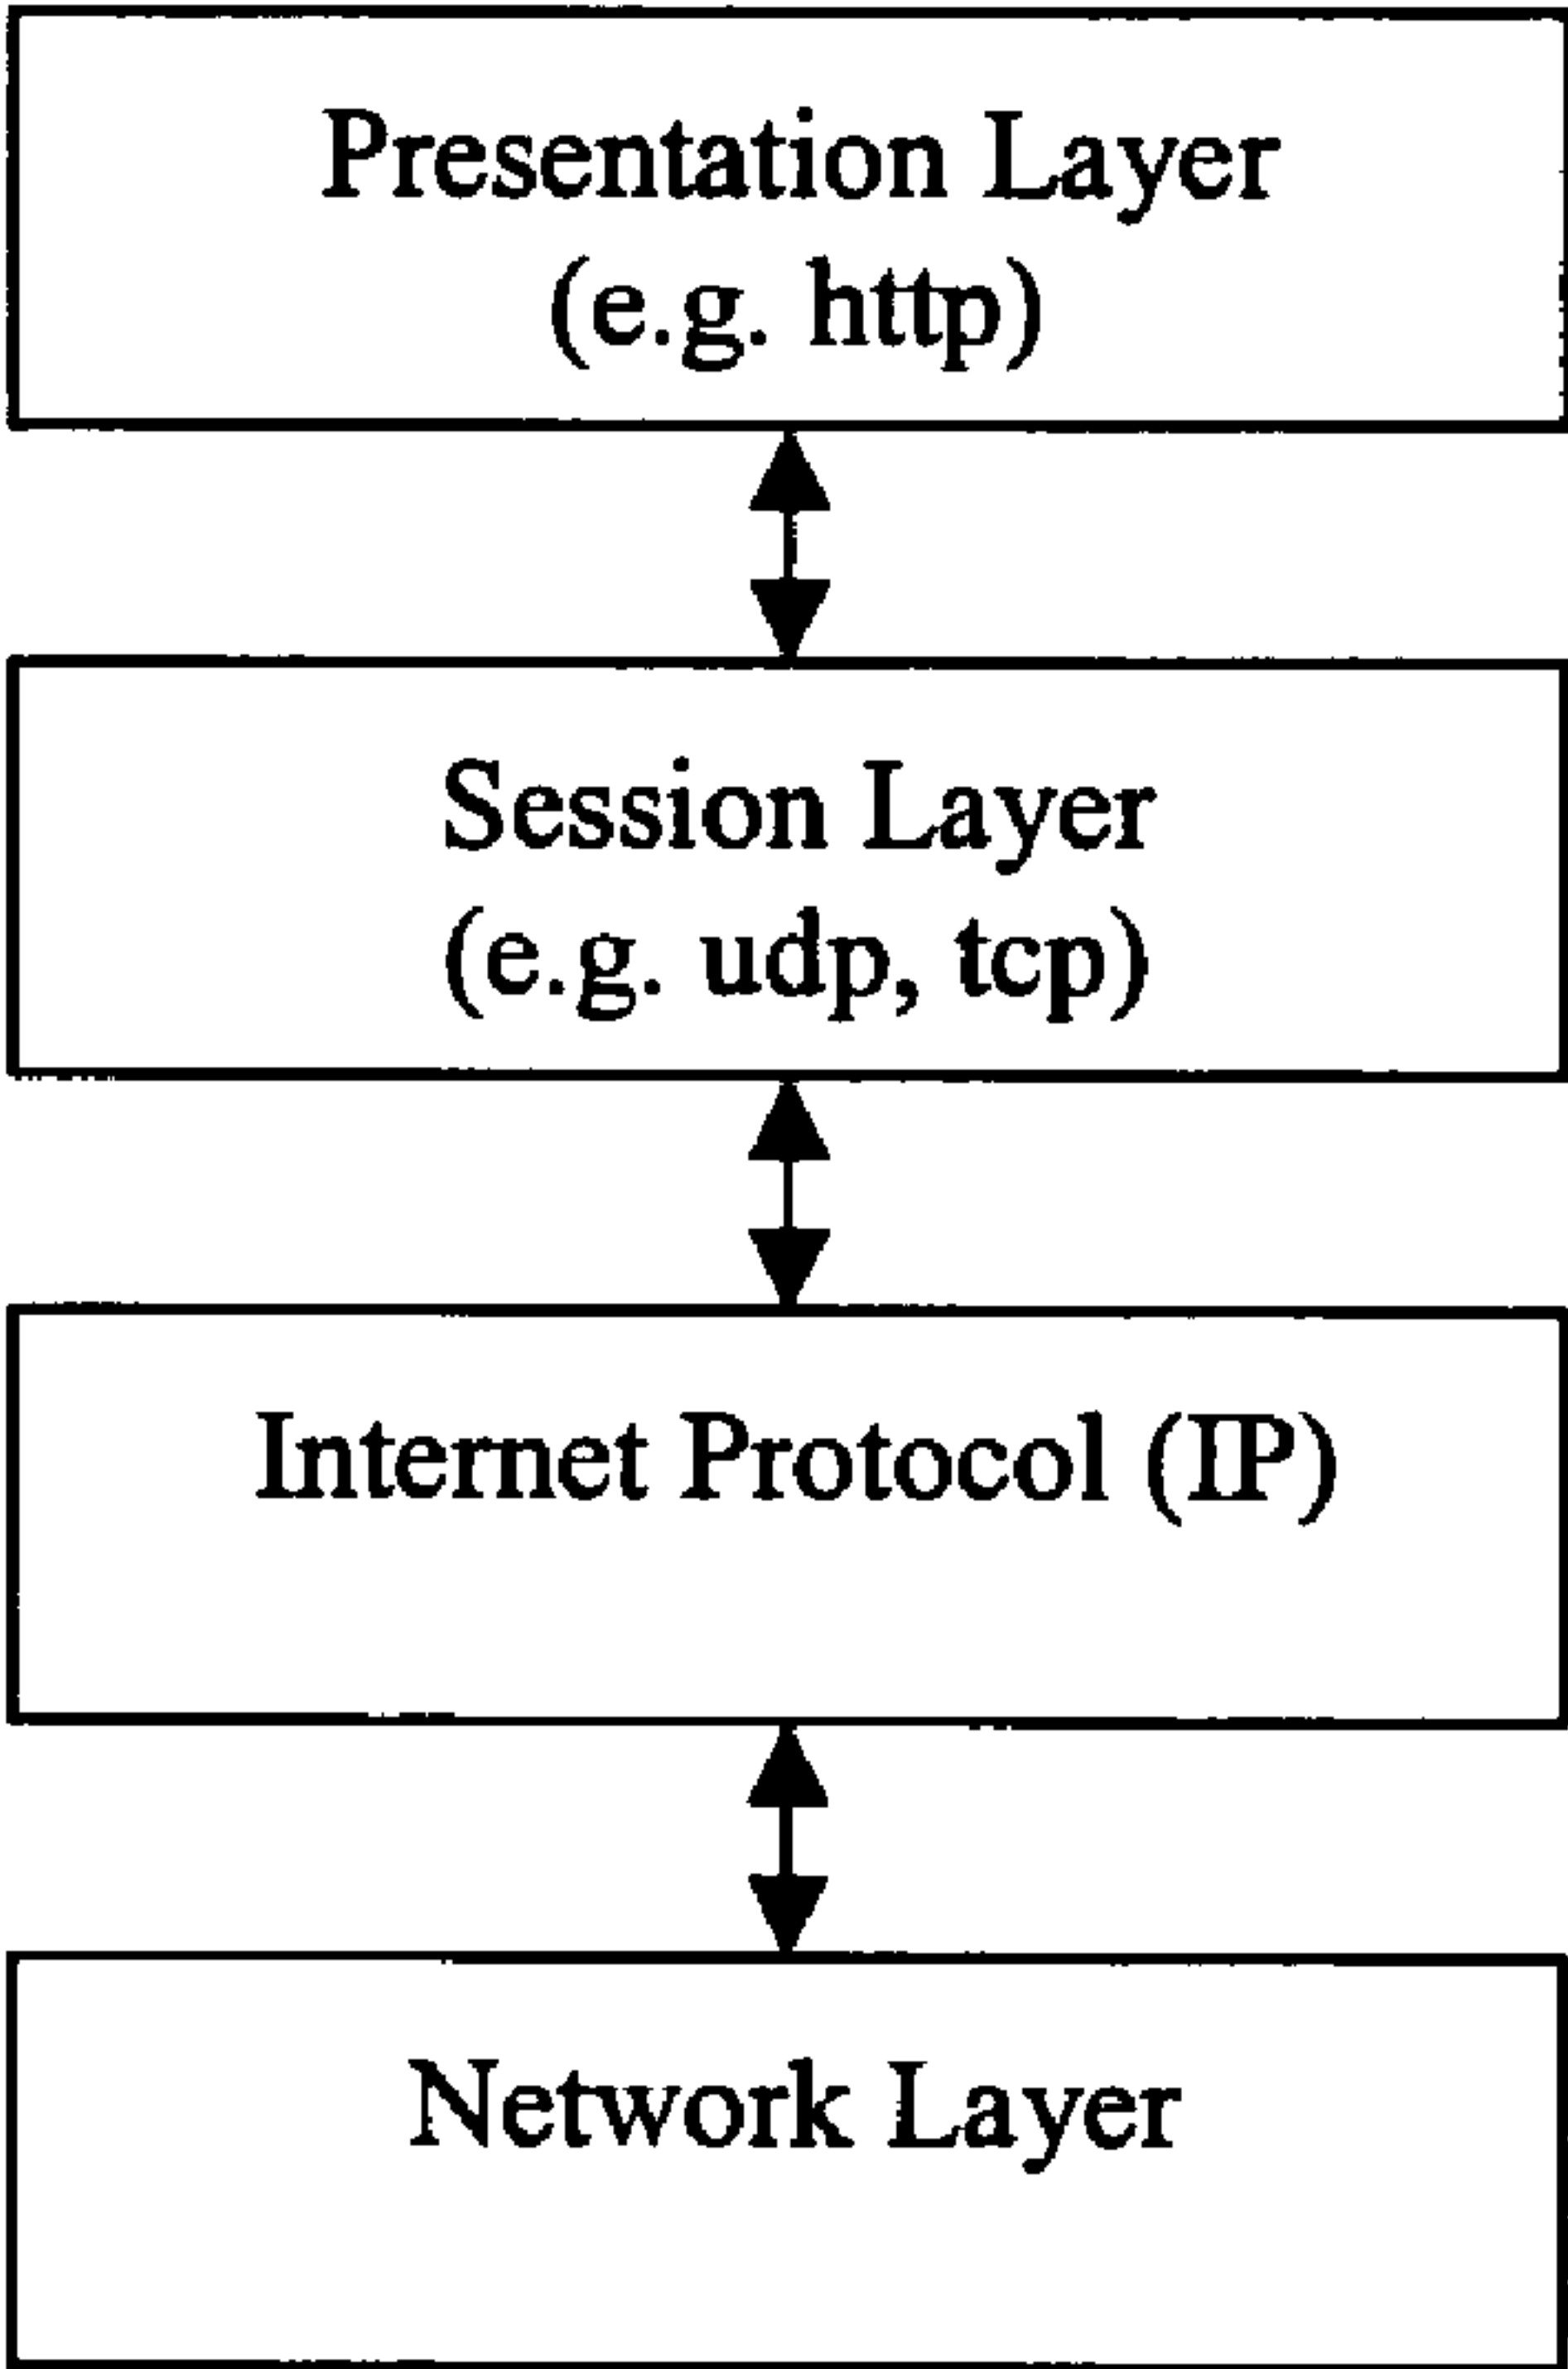 Presentation Layer
(e.g. http)
Session Layer
(e.g. udp, tcp)
Internet Protocol (IP)
Network Layer